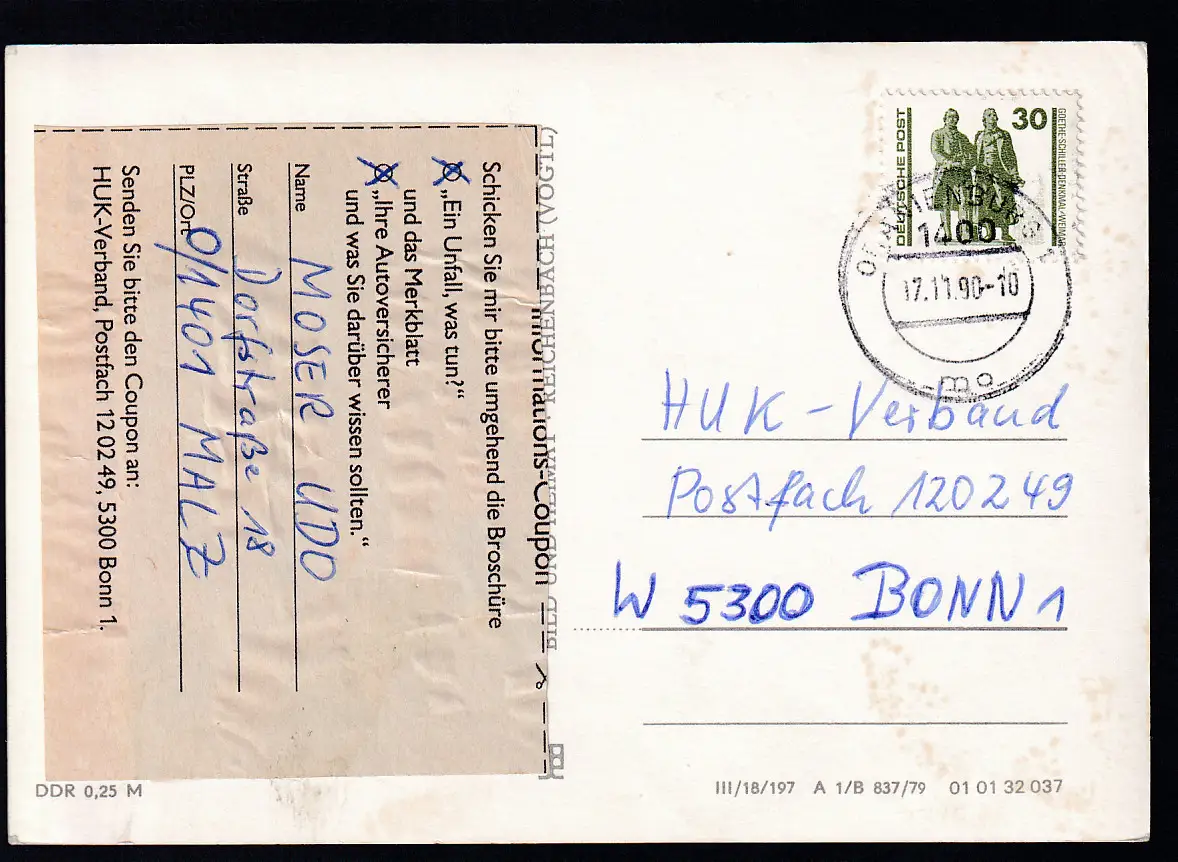 Informations-Coupon
Schicken Sie mir bitte umgehend die Broschüre
„Ein Unfall, was tun?“
und das Merkblatt
„Ihre Autoversicherer
und was Sie darüber wissen sollten.“
Name MOSER UDO
Straße Dorfstraße 18
PLZ/Ort O/1401 MALZ
Senden Sie bitte den Coupon an:
HUK-Verband, Postfach 12 02 49, 5300 Bonn 1.
BILD UND HEIMAT REICHENBACH (VOGTL)
DEUTSCHE POST
30
GOETHE-SCHILLER-DENKMAL/WEIMAR
ORANIENBURG 1
1400
17.11.90-10
mo
HUK-Verband
Postfach 120249
W 5300 BONN 1
DDR 0,25 M
III/18/197 A 1/B 837/79 01 01 32 037